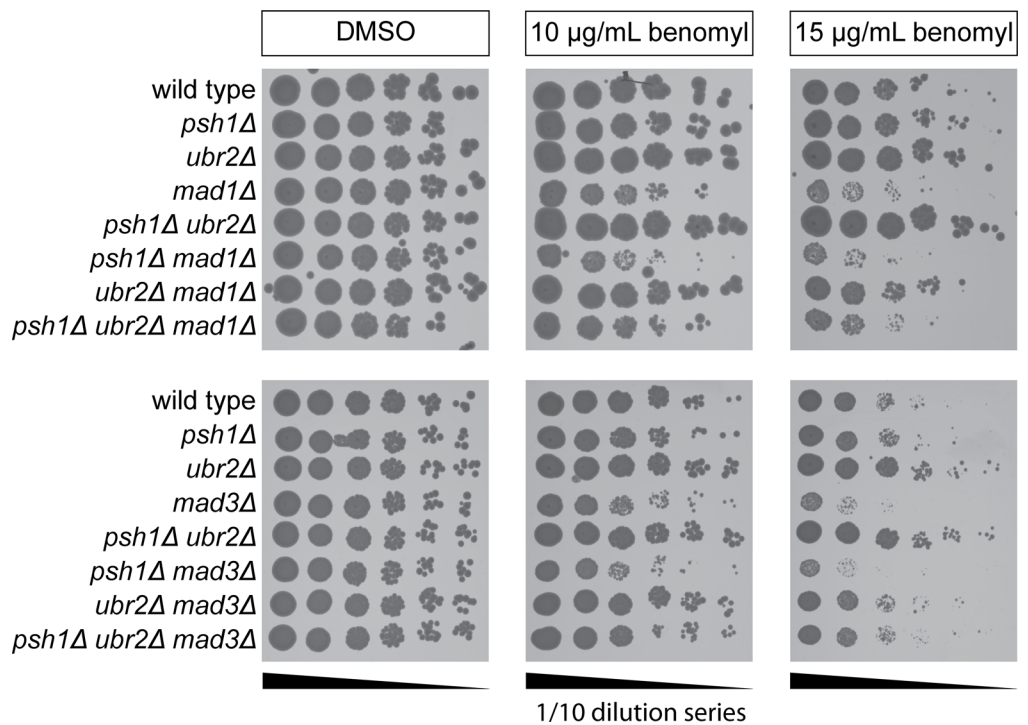 DMSO
10 µg/mL benomyl
15 µg/mL benomyl
wild type
psh1Δ
ubr2Δ
mad1Δ
psh1Δ ubr2Δ
psh1Δ mad1Δ
ubr2Δ mad1Δ
psh1Δ ubr2Δ mad1Δ
wild type
psh1Δ
ubr2Δ
mad3Δ
psh1Δ ubr2Δ
psh1Δ mad3Δ
ubr2Δ mad3Δ
psh1Δ ubr2Δ mad3Δ
1/10 dilution series